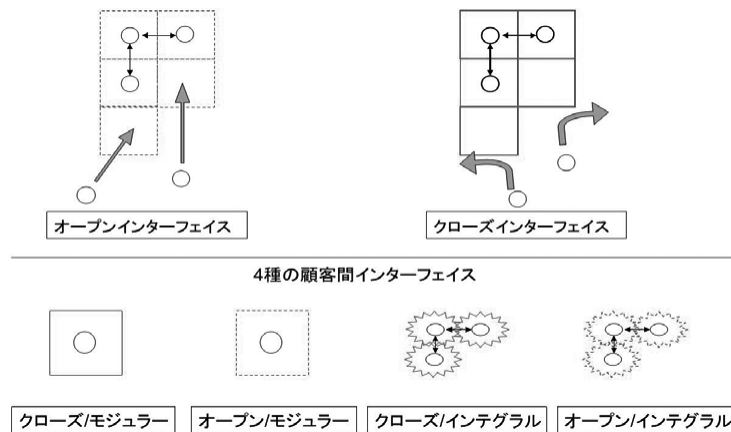 オープンインターフェイス
クローズインターフェイス
4種の顧客間インターフェイス
クローズ/モジュラー
オープン/モジュラー
クローズ/インテグラル
オープン/インテグラル